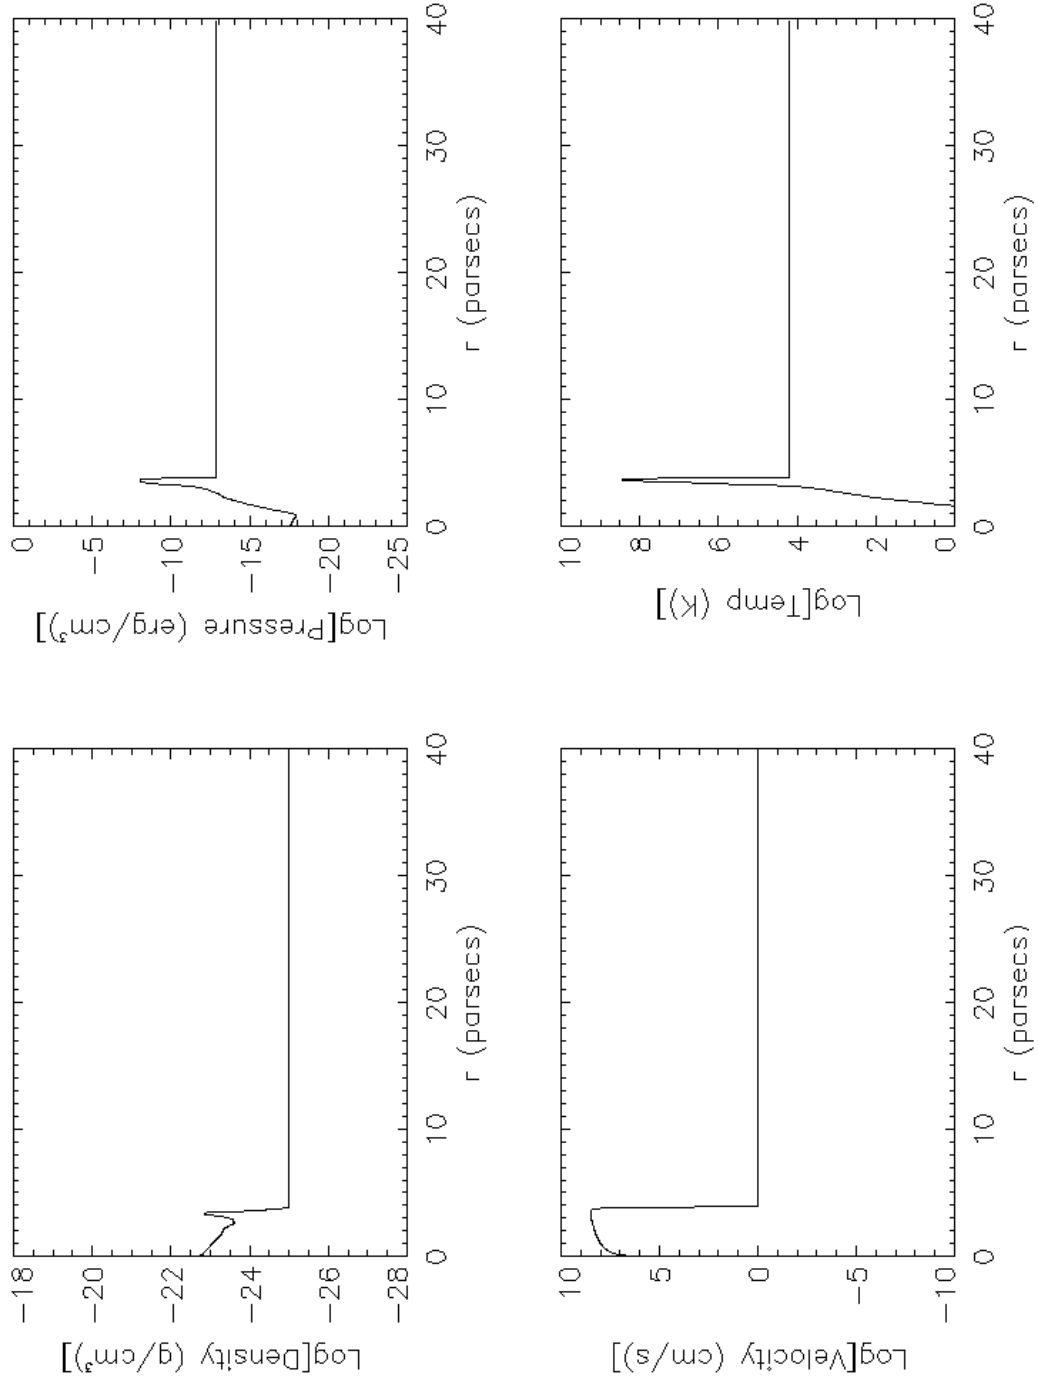 Log[Density (g/cm³)]
-18
-20
-22
-24
-26
-28
0 10 20 30 40
r (parsecs)
Log[Pressure (erg/cm³)]
0
-5
-10
-15
-20
-25
0 10 20 30 40
r (parsecs)
Log[Velocity (cm/s)]
10
5
0
-5
-10
0 10 20 30 40
r (parsecs)
Log[Temp (K)]
10
8
6
4
2
0
0 10 20 30 40
r (parsecs)